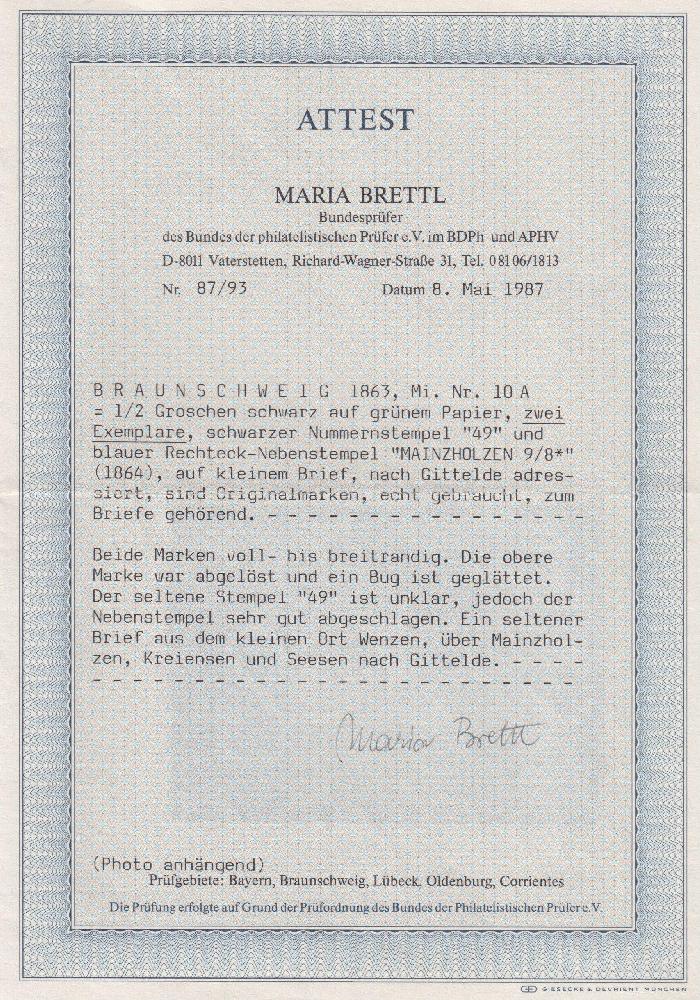 ATTEST
MARIA BRETTL
Bundesprüfer
des Bundes der philatelistischen Prüfer e.V. im BDPh und APHV
D-8011 Vaterstetten, Richard-Wagner-Straße 31, Tel. 08106/1813
Nr. 87/93 Datum 8. Mai 1987
B R A U N S C H W E I G 1863, Mi. Nr. 10 A
= 1/2 Groschen schwarz auf grünem Papier, zwei
Exemplare, schwarzer Nummernstempel "49" und
blauer Rechteck-Nebenstempel "MAINZHOLZEN 9/8*"
(1864), auf kleinem Brief, nach Gittelde adres-
siert, sind Originalmarken, echt gebraucht, zum
Briefe gehörend. - - - - - - - - - - - - - - - -
Beide Marken voll- bis breitrandig. Die obere
Marke war abgelöst und ein Bug ist geglättet.
Der seltene Stempel "49" ist unklar, jedoch der
Nebenstempel sehr gut abgeschlagen. Ein seltener
Brief aus dem kleinen Ort Wenzen, über Mainzhol-
zen, Kreiensen und Seesen nach Gittelde. - - - -
- - - - - - - - - - - - - - - - - - - - - - - -
Maria Brettl
(Photo anhängend)
Prüfgebiete: Bayern, Braunschweig, Lübeck, Oldenburg, Corrientes
Die Prüfung erfolgte auf Grund der Prüfordnung des Bundes der Philatelistischen Prüfer e.V.
GIESECKE & DEVRIENT MÜNCHEN